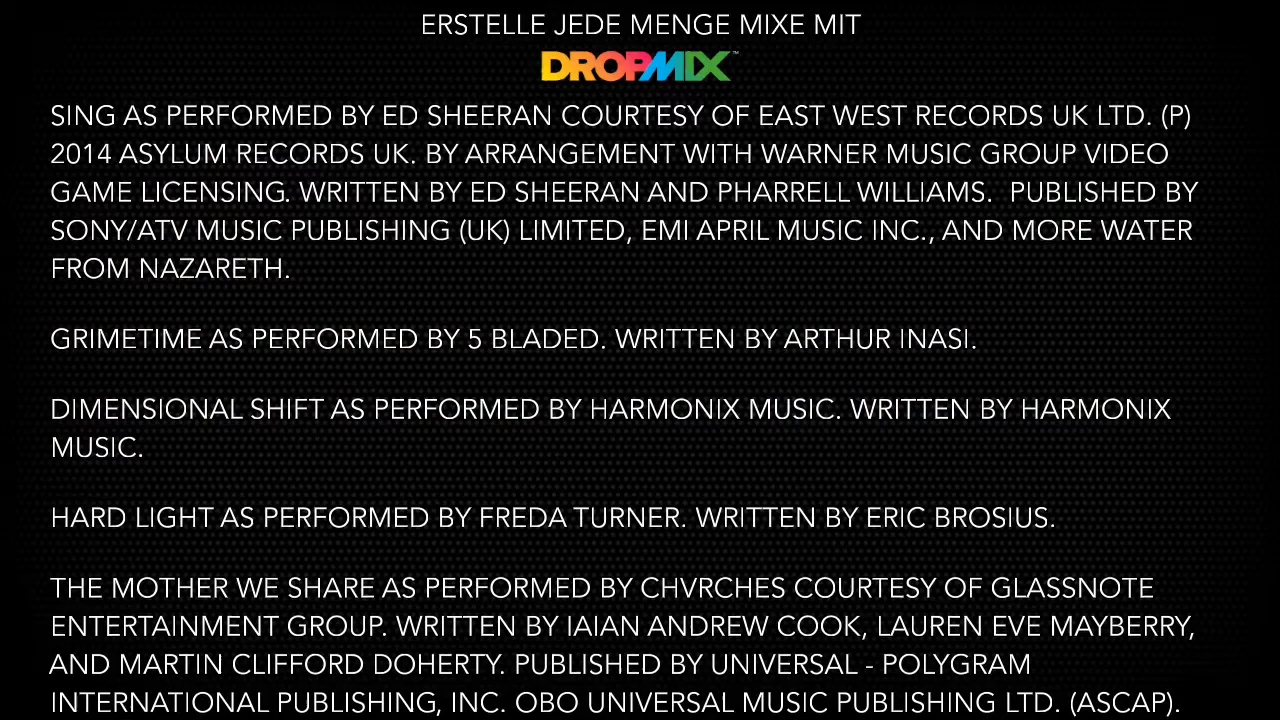 ERSTELLE JEDE MENGE MIXE MIT
DROPMIX™
SING AS PERFORMED BY ED SHEERAN COURTESY OF EAST WEST RECORDS UK LTD. (P)
2014 ASYLUM RECORDS UK. BY ARRANGEMENT WITH WARNER MUSIC GROUP VIDEO
GAME LICENSING. WRITTEN BY ED SHEERAN AND PHARRELL WILLIAMS.  PUBLISHED BY
SONY/ATV MUSIC PUBLISHING (UK) LIMITED, EMI APRIL MUSIC INC., AND MORE WATER
FROM NAZARETH.
GRIMETIME AS PERFORMED BY 5 BLADED. WRITTEN BY ARTHUR INASI.
DIMENSIONAL SHIFT AS PERFORMED BY HARMONIX MUSIC. WRITTEN BY HARMONIX
MUSIC.
HARD LIGHT AS PERFORMED BY FREDA TURNER. WRITTEN BY ERIC BROSIUS.
THE MOTHER WE SHARE AS PERFORMED BY CHVRCHES COURTESY OF GLASSNOTE
ENTERTAINMENT GROUP. WRITTEN BY IAIAN ANDREW COOK, LAUREN EVE MAYBERRY,
AND MARTIN CLIFFORD DOHERTY. PUBLISHED BY UNIVERSAL - POLYGRAM
INTERNATIONAL PUBLISHING, INC. OBO UNIVERSAL MUSIC PUBLISHING LTD. (ASCAP).